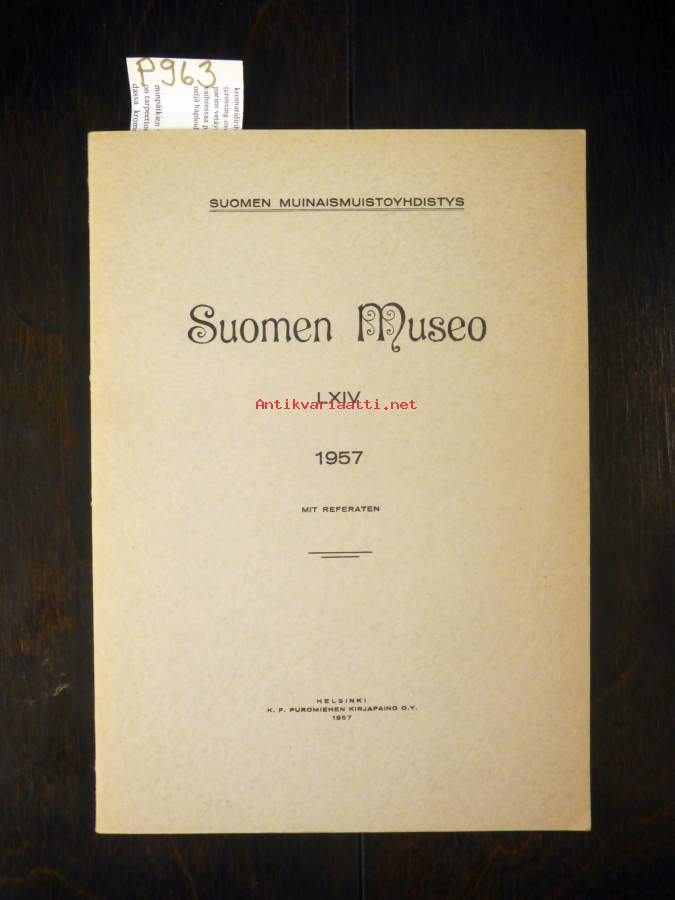 P963
SUOMEN MUINAISMUISTOYHDISTYS
Suomen Museo
LXIV
Antikvariaatti.net
1957
MIT REFERATEN
HELSINKI
K. F. PUROMIEHEN KIRJAPAINO O.Y.
1957